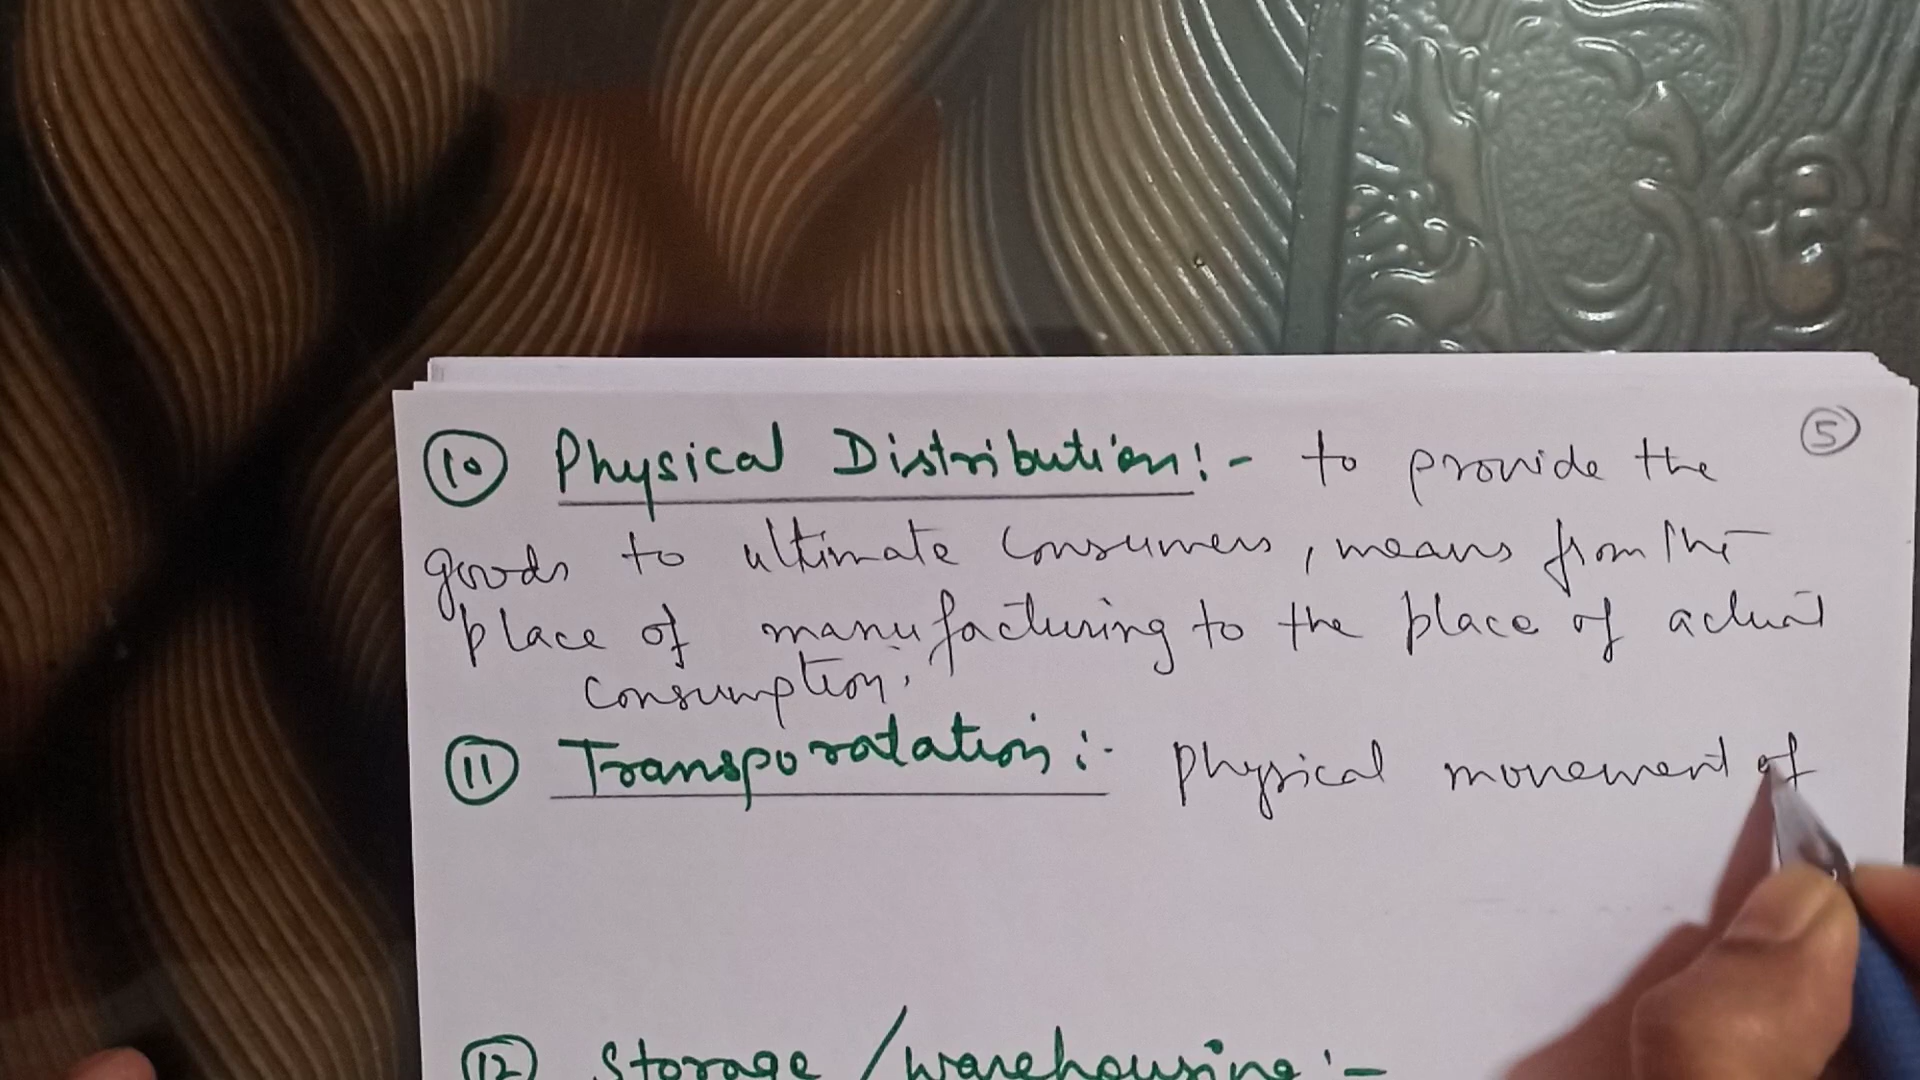 ⑤
⑩ Physical Distribution:- to provide the
goods to ultimate consumers, means from the
place of manufacturing to the place of actual
consumption.
⑪ Transporatation:- Physical movement of
⑫ Storage / warehousing:-